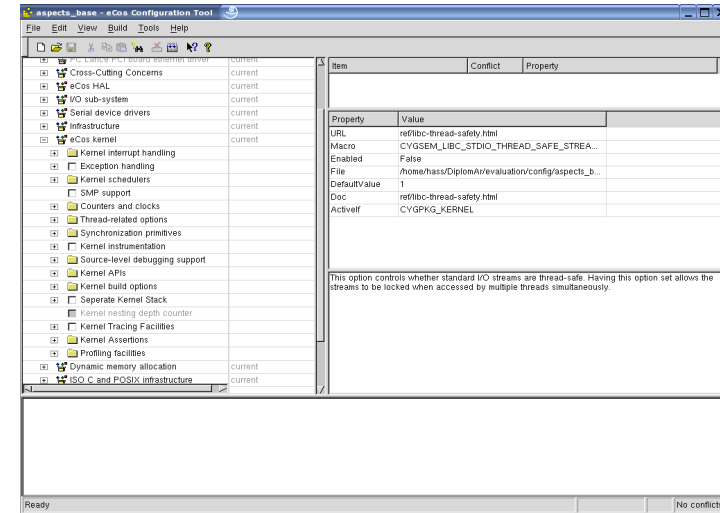 aspects_base - eCos Configuration Tool
File Edit View Build Tools Help
PC Lance PCI board ethernet driver current
Cross-Cutting Concerns current
eCos HAL current
I/O sub-system current
Serial device drivers current
Infrastructure current
eCos kernel current
Kernel interrupt handling
Exception handling
Kernel schedulers
SMP support
Counters and clocks
Thread-related options
Synchronization primitives
Kernel instrumentation
Source-level debugging support
Kernel APIs
Kernel build options
Seperate Kernel Stack
Kernel nesting depth counter
Kernel Tracing Facilities
Kernel Assertions
Profiling facilities
Dynamic memory allocation current
ISO C and POSIX infrastructure current
Item Conflict Property
Property Value
URL ref/libc-thread-safety.html
Macro CYGSEM_LIBC_STDIO_THREAD_SAFE_STREA...
Enabled False
File /home/hass/DiplomAr/evaluation/config/aspects_b...
DefaultValue 1
Doc ref/libc-thread-safety.html
ActiveIf CYGPKG_KERNEL
This option controls whether standard I/O streams are thread-safe. Having this option set allows the
streams to be locked when accessed by multiple threads simultaneously.
Ready No conflicts